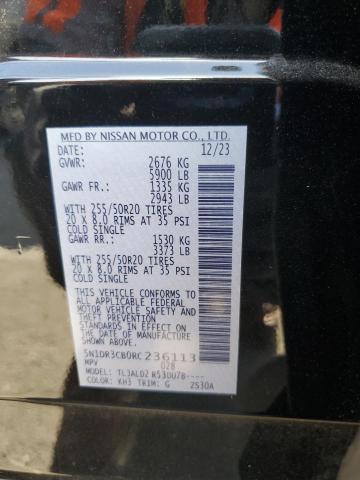 MFD BY NISSAN MOTOR CO., LTD.
DATE: 12/23
GVWR: 2676 KG
5900 LB
GAWR FR.: 1335 KG
2943 LB
WITH 255/50R20 TIRES
20 X 8.0 RIMS AT 35 PSI
COLD SINGLE
GAWR RR.: 1530 KG
3373 LB
WITH 255/50R20 TIRES
20 X 8.0 RIMS AT 35 PSI
COLD SINGLE
THIS VEHICLE CONFORMS TO
ALL APPLICABLE FEDERAL
MOTOR VEHICLE SAFETY AND
THEFT PREVENTION
STANDARDS IN EFFECT ON
THE DATE OF MANUFACTURE
SHOWN ABOVE.
5N1DR3CB0RC236113
MPV 028
MODEL: TL3ALD2 R53U07B----
COLOR: KH3 TRIM: G 2S30A